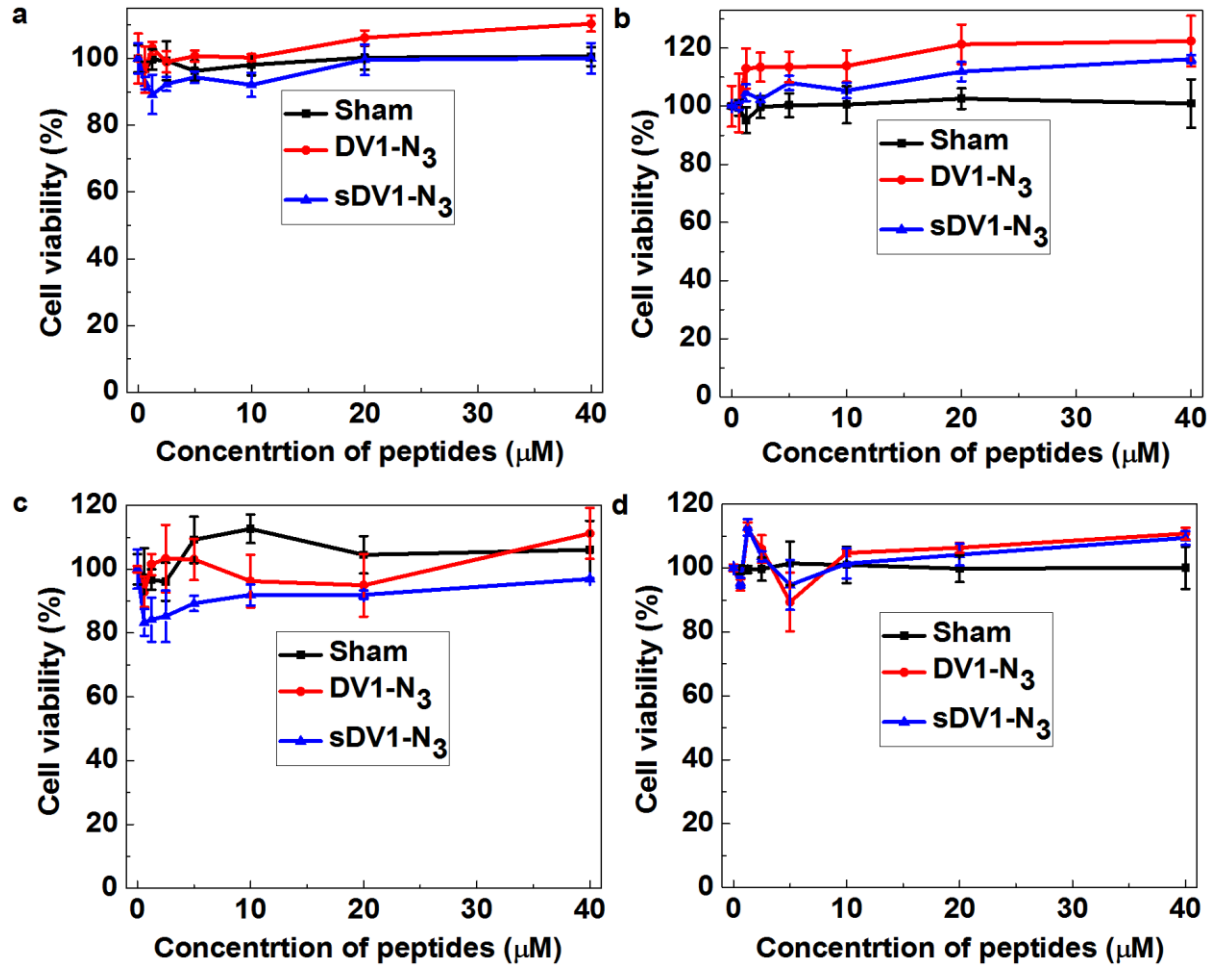 a
Cell viability (%)
100
80
60
40
20
0
0 10 20 30 40
Concentrtion of peptides (μM)
Sham
DV1-N3
sDV1-N3
b
Cell viability (%)
120
100
80
60
40
20
0
0 10 20 30 40
Concentrtion of peptides (μM)
Sham
DV1-N3
sDV1-N3
c
Cell viability (%)
120
100
80
60
40
20
0
0 10 20 30 40
Concentrtion of peptides (μM)
Sham
DV1-N3
sDV1-N3
d
Cell viability (%)
120
100
80
60
40
20
0
0 10 20 30 40
Concentrtion of peptides (μM)
Sham
DV1-N3
sDV1-N3